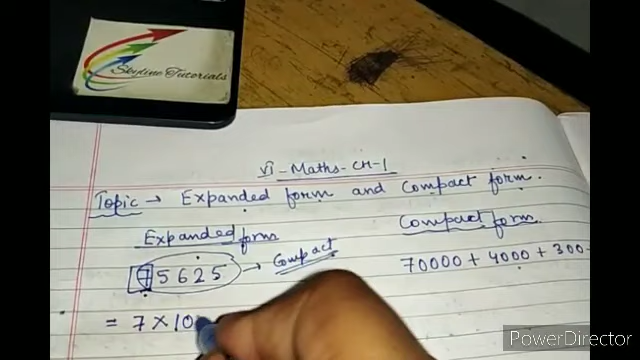 Skyline Tutorials
VI - Maths - CH-1
Topic → Expanded form and Compact form.
Expanded form
Compact form
75625 → Compact
70000 + 4000 + 300-
= 7 × 10
PowerDirector